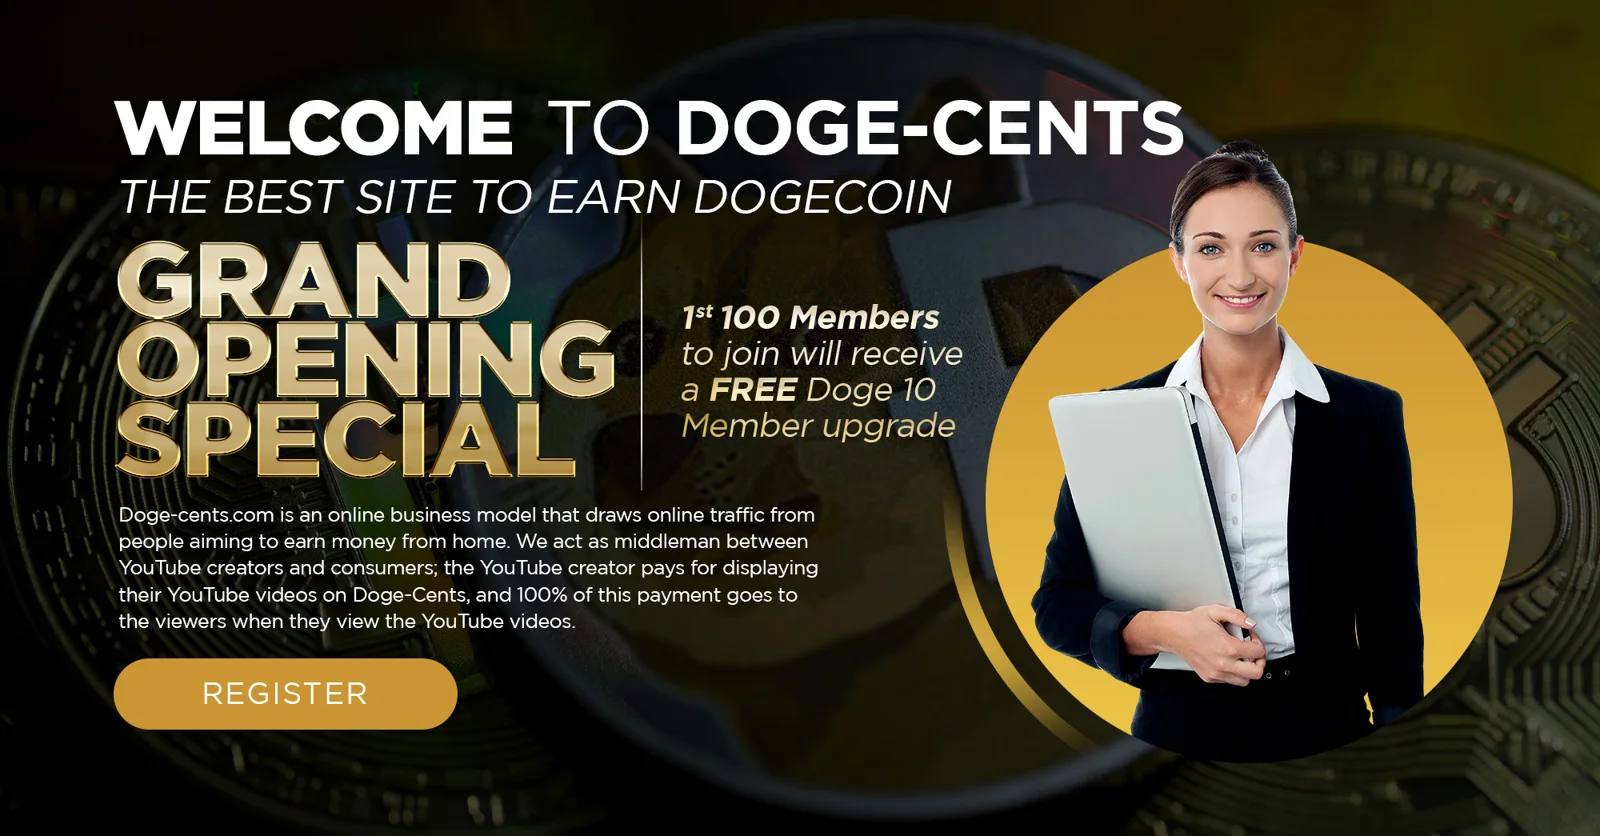 WELCOME TO DOGE-CENTS
THE BEST SITE TO EARN DOGECOIN
GRAND
OPENING
SPECIAL
1st 100 Members
to join will receive
a FREE Doge 10
Member upgrade
Doge-cents.com is an online business model that draws online traffic from
people aiming to earn money from home. We act as middleman between
YouTube creators and consumers; the YouTube creator pays for displaying
their YouTube videos on Doge-Cents, and 100% of this payment goes to
the viewers when they view the YouTube videos.
REGISTER